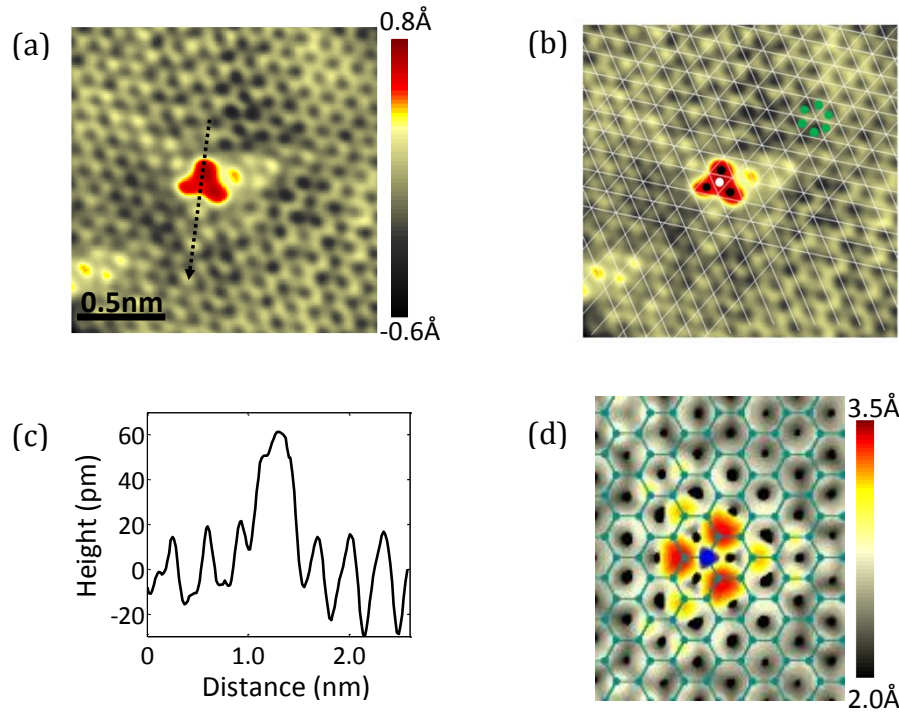 (a)
0.8Å
0.5nm
-0.6Å
(b)
(c)
Height (pm)
60
40
20
0
-20
0
1.0
2.0
Distance (nm)
(d)
3.5Å
2.0Å